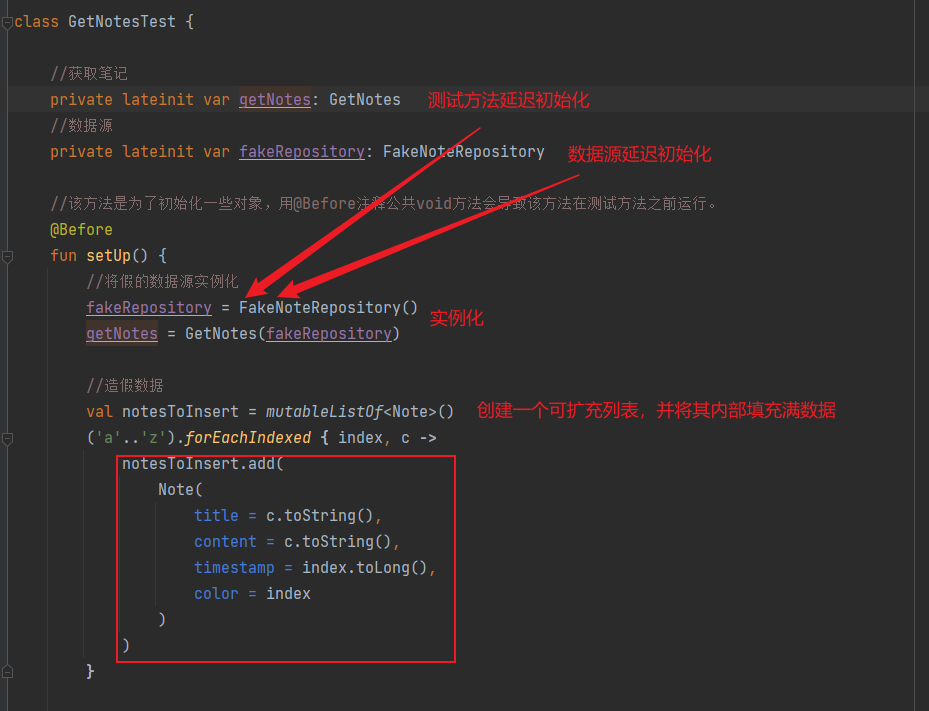 class GetNotesTest {
//获取笔记
private lateinit var getNotes: GetNotes 测试方法延迟初始化
//数据源
private lateinit var fakeRepository: FakeNoteRepository 数据源延迟初始化
//该方法是为了初始化一些对象，用@Before注释公共void方法会导致该方法在测试方法之前运行。
@Before
fun setUp() {
//将假的数据源实例化
fakeRepository = FakeNoteRepository()
getNotes = GetNotes(fakeRepository) 实例化
//造假数据
val notesToInsert = mutableListOf<Note>() 创建一个可扩充列表，并将其内部填充满数据
('a'..'z').forEachIndexed { index, c ->
notesToInsert.add(
Note(
title = c.toString(),
content = c.toString(),
timestamp = index.toLong(),
color = index
)
)
}